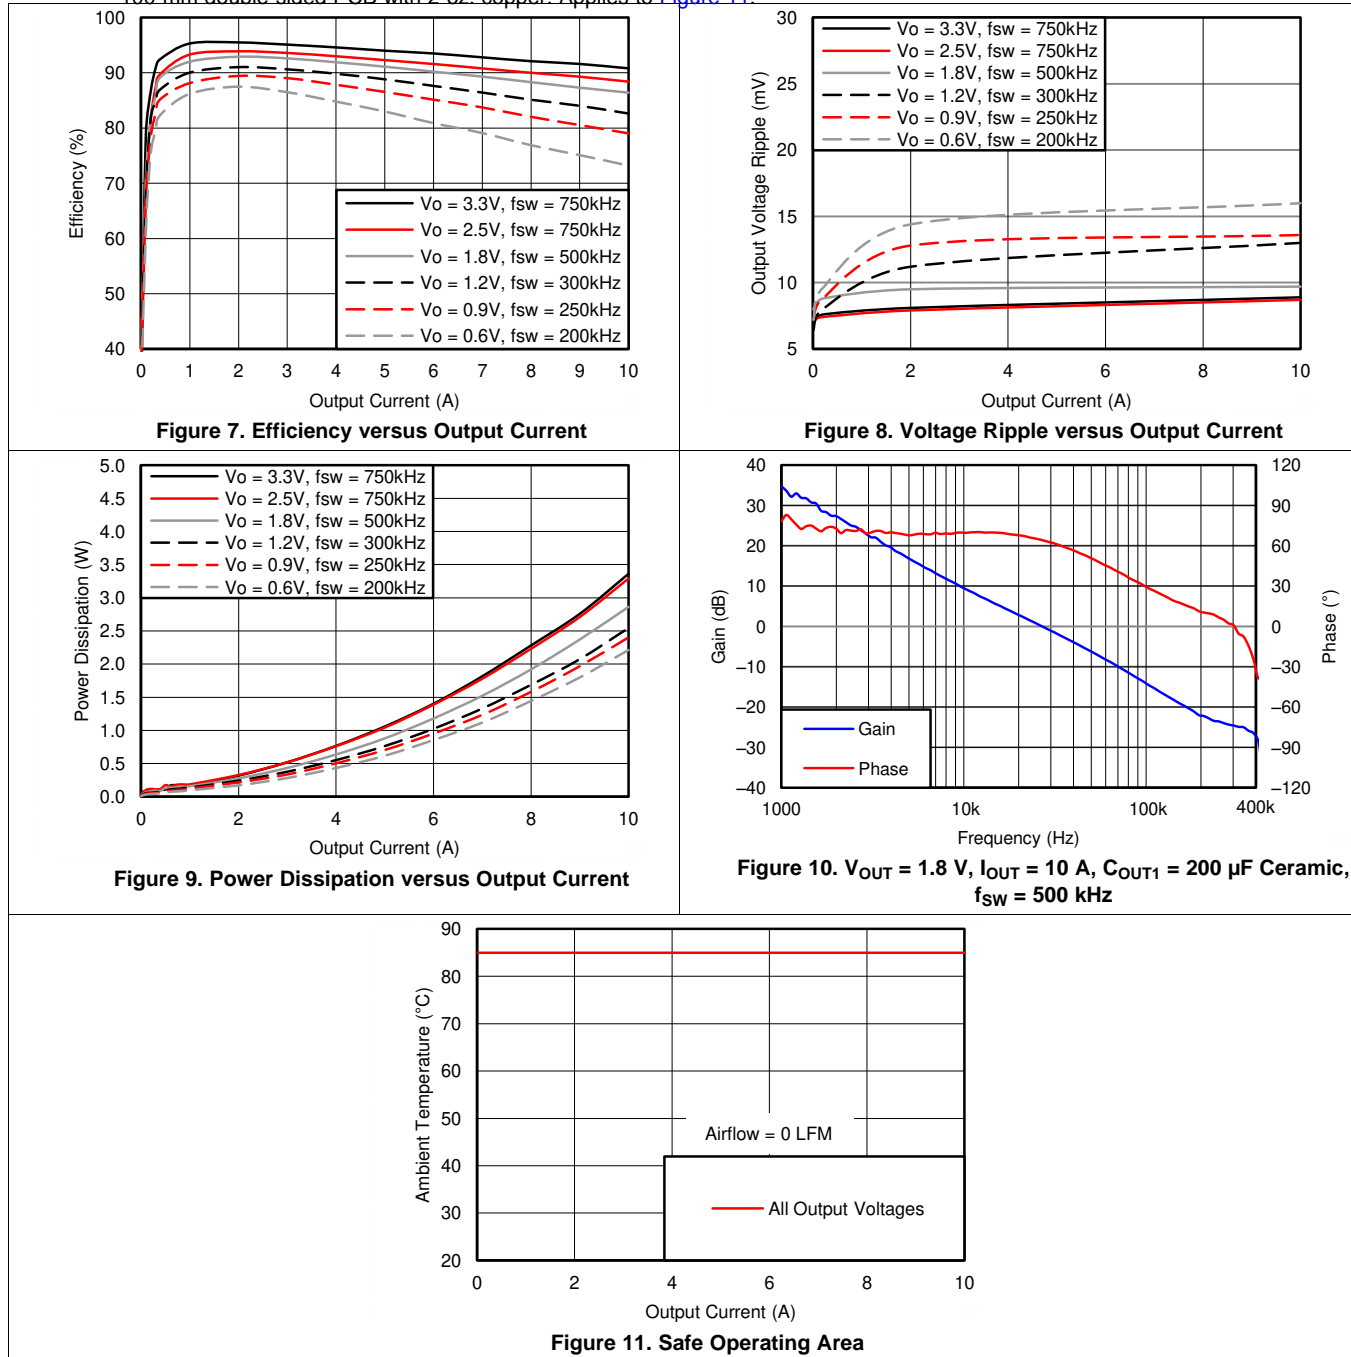 100 mm double-sided PCB with 2 oz. copper. Applies to Figure 11.
100
90
80
70
60
50
40
Efficiency (%)
Vo = 3.3V, fsw = 750kHz
Vo = 2.5V, fsw = 750kHz
Vo = 1.8V, fsw = 500kHz
Vo = 1.2V, fsw = 300kHz
Vo = 0.9V, fsw = 250kHz
Vo = 0.6V, fsw = 200kHz
0 1 2 3 4 5 6 7 8 9 10
Output Current (A)
Figure 7. Efficiency versus Output Current
30
25
20
15
10
5
Output Voltage Ripple (mV)
Vo = 3.3V, fsw = 750kHz
Vo = 2.5V, fsw = 750kHz
Vo = 1.8V, fsw = 500kHz
Vo = 1.2V, fsw = 300kHz
Vo = 0.9V, fsw = 250kHz
Vo = 0.6V, fsw = 200kHz
0 2 4 6 8 10
Output Current (A)
Figure 8. Voltage Ripple versus Output Current
5.0
4.5
4.0
3.5
3.0
2.5
2.0
1.5
1.0
0.5
0.0
Power Dissipation (W)
Vo = 3.3V, fsw = 750kHz
Vo = 2.5V, fsw = 750kHz
Vo = 1.8V, fsw = 500kHz
Vo = 1.2V, fsw = 300kHz
Vo = 0.9V, fsw = 250kHz
Vo = 0.6V, fsw = 200kHz
0 2 4 6 8 10
Output Current (A)
Figure 9. Power Dissipation versus Output Current
40
30
20
10
0
−10
−20
−30
−40
Gain (dB)
120
90
60
30
0
−30
−60
−90
−120
Phase (°)
Gain
Phase
1000 10k 100k 400k
Frequency (Hz)
Figure 10. VOUT = 1.8 V, IOUT = 10 A, COUT1 = 200 µF Ceramic,
fSW = 500 kHz
90
80
70
60
50
40
30
20
Ambient Temperature (°C)
Airflow = 0 LFM
All Output Voltages
0 2 4 6 8 10
Output Current (A)
Figure 11. Safe Operating Area